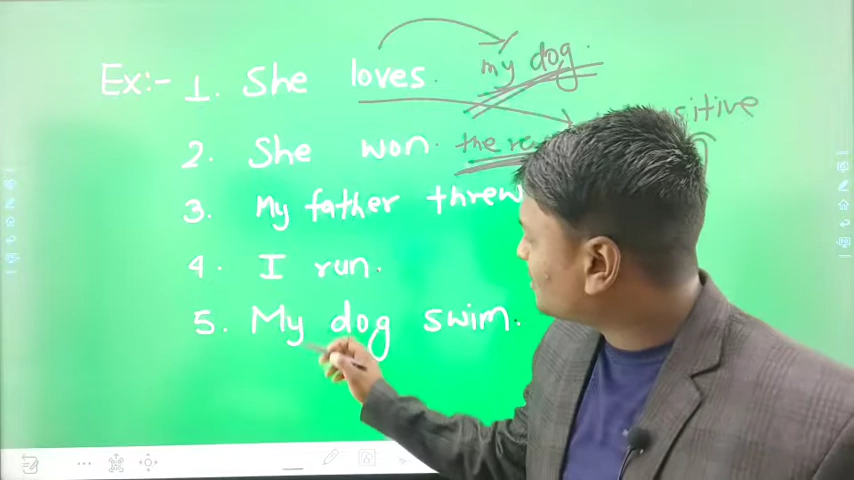 Ex:- 1. She loves. my dog.
sitive
2. She won. the
3. My father threw
4. I run.
5. My dog swim.